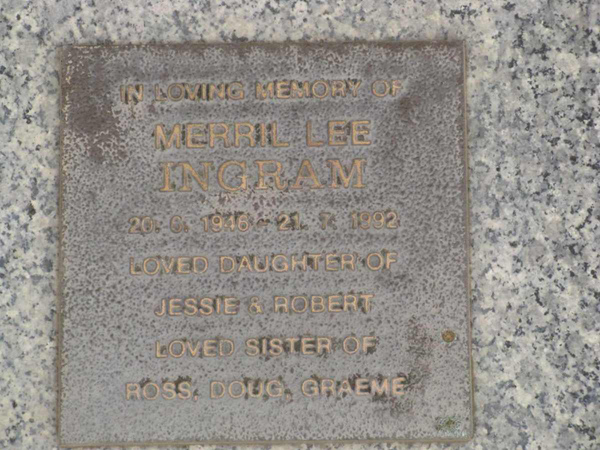 IN LOVING MEMORY OF
MERRIL LEE
INGRAM
20. 6. 1946 - 21. 7. 1992
LOVED DAUGHTER OF
JESSIE & ROBERT
LOVED SISTER OF
ROSS, DOUG, GRAEME